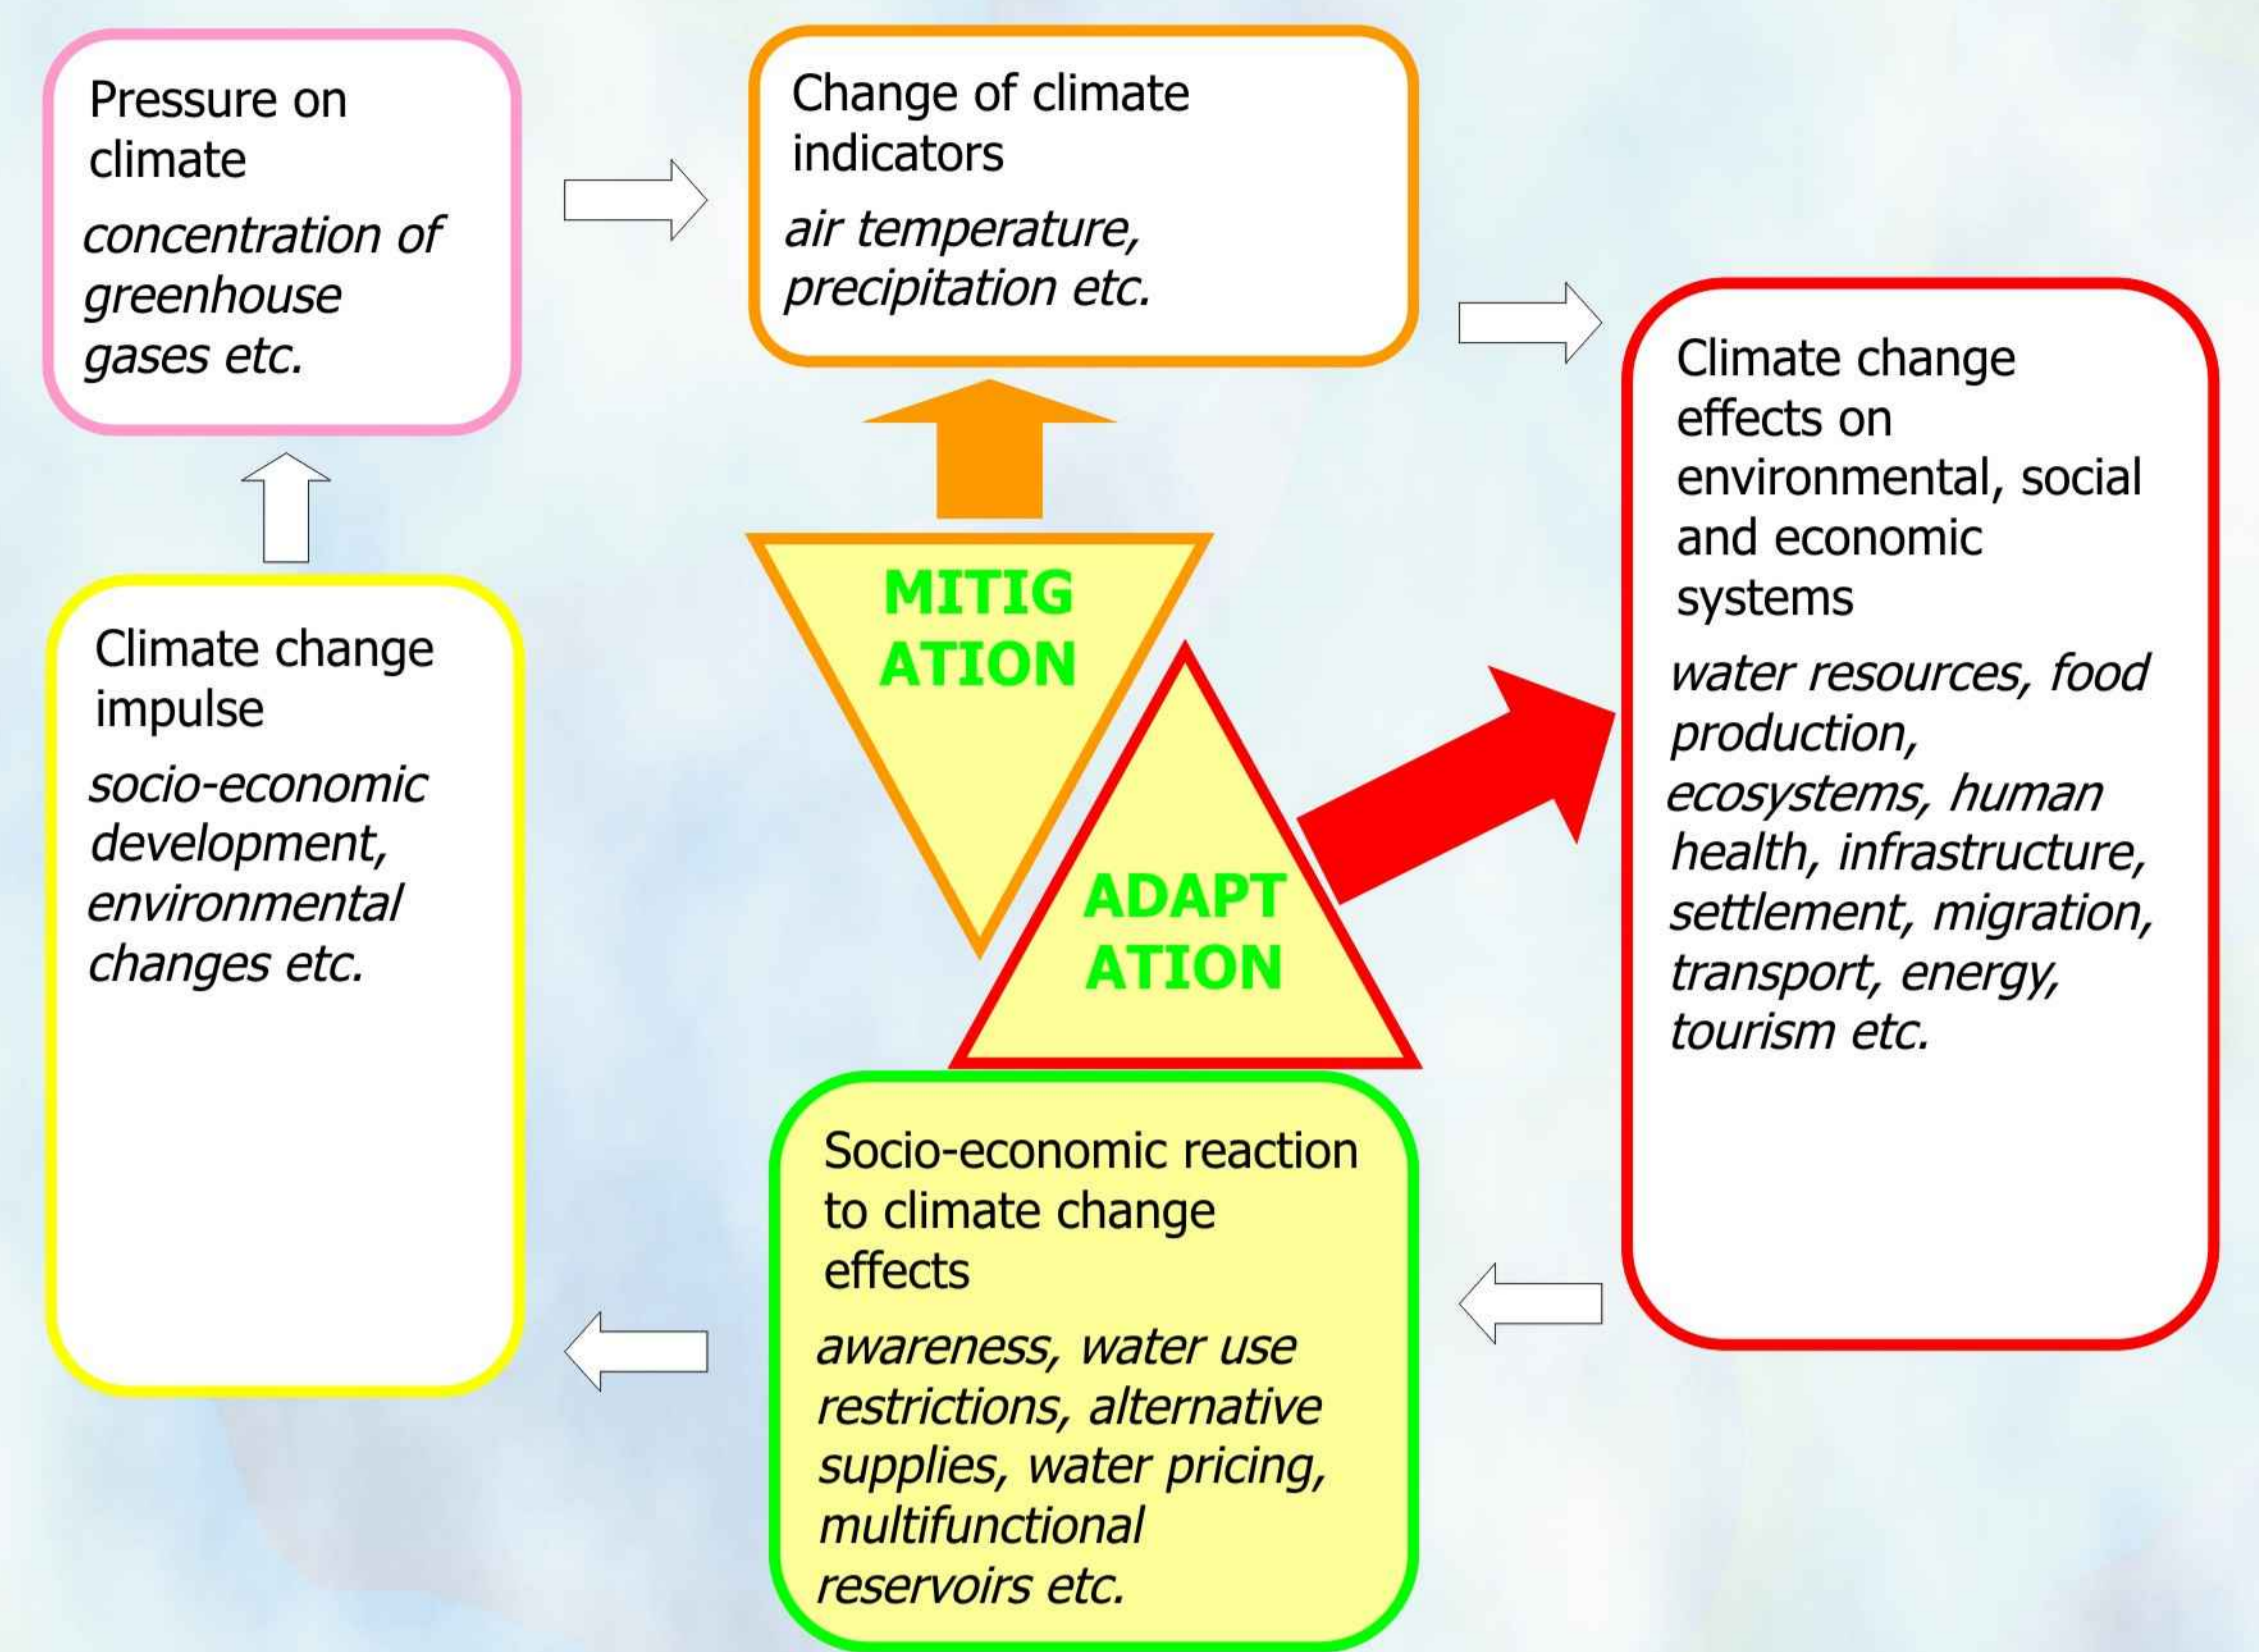 Pressure on
climate
concentration of
greenhouse
gases etc.
Change of climate
indicators
air temperature,
precipitation etc.
Climate change
effects on
environmental, social
and economic
systems
water resources, food
production,
ecosystems, human
health, infrastructure,
settlement, migration,
transport, energy,
tourism etc.
Climate change
impulse
socio-economic
development,
environmental
changes etc.
MITIG
ATION
ADAPT
ATION
Socio-economic reaction
to climate change
effects
awareness, water use
restrictions, alternative
supplies, water pricing,
multifunctional
reservoirs etc.